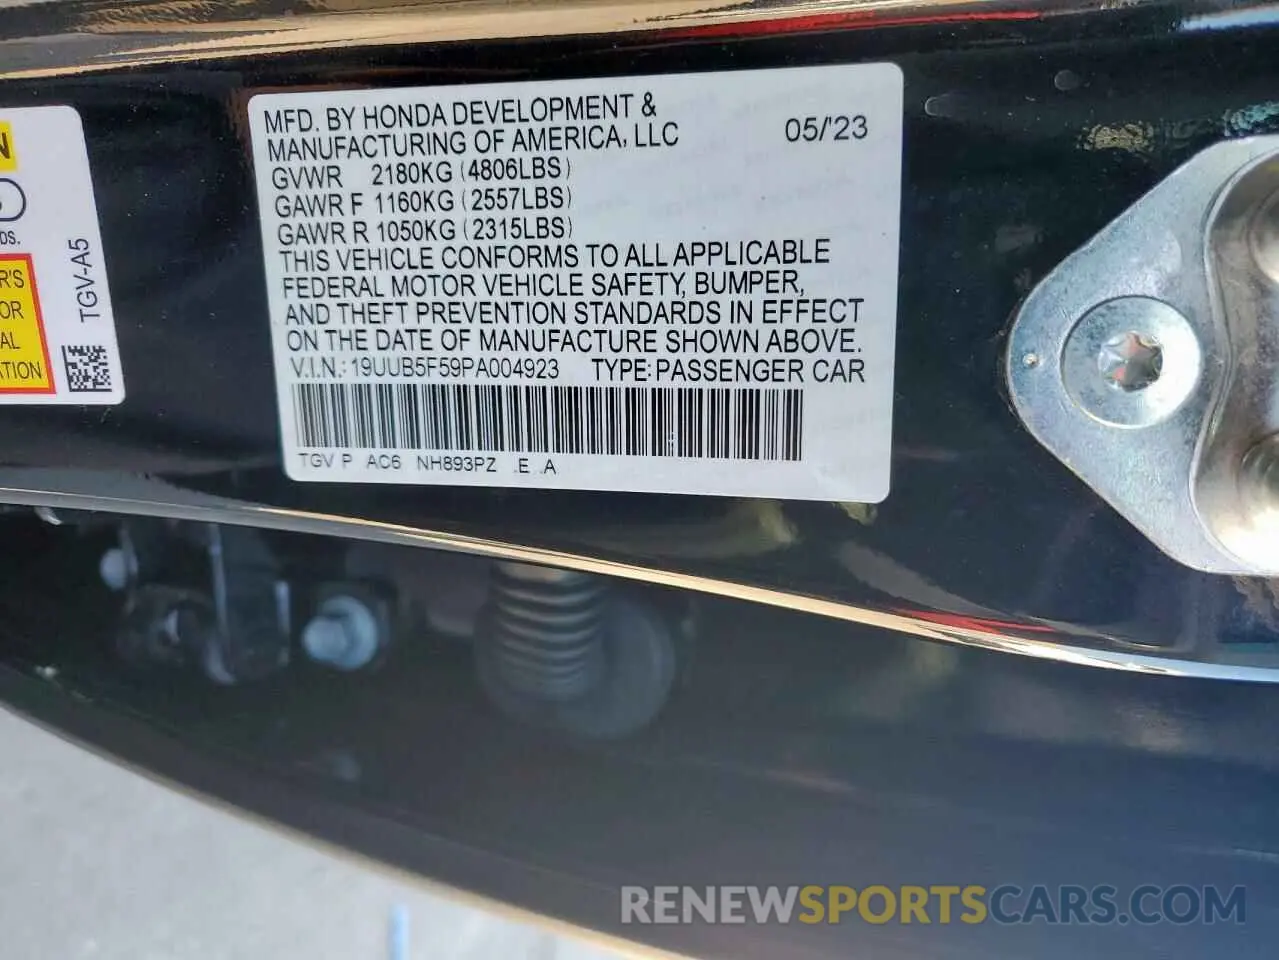 MFD. BY HONDA DEVELOPMENT &
MANUFACTURING OF AMERICA, LLC 05/'23
GVWR 2180KG (4806LBS)
GAWR F 1160KG (2557LBS)
GAWR R 1050KG (2315LBS)
THIS VEHICLE CONFORMS TO ALL APPLICABLE
FEDERAL MOTOR VEHICLE SAFETY, BUMPER,
AND THEFT PREVENTION STANDARDS IN EFFECT
ON THE DATE OF MANUFACTURE SHOWN ABOVE.
V.I.N.: 19UUB5F59PA004923 TYPE: PASSENGER CAR
TGV P AC6 NH893PZ .E .A
TGV-A5
RENEWSPORTSCARS.COM